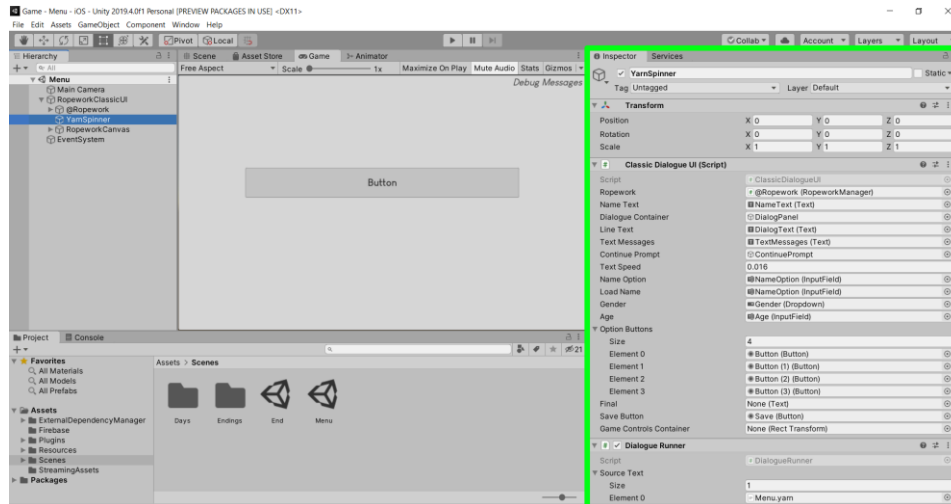 Game - Menu - iOS - Unity 2019.4.0f1 Personal [PREVIEW PACKAGES IN USE] <DX11>
File Edit Assets GameObject Component Window Help
Pivot Local Collab Account Layers Layout
Hierarchy
All
Menu
Main Camera
RopeworkClassicUI
@Ropework
YarnSpinner
RopeworkCanvas
EventSystem
Scene Asset Store Game Animator
Free Aspect Scale 1x Maximize On Play Mute Audio Stats Gizmos
Debug Messages
Button
Project Console
21
Favorites
All Materials
All Models
All Prefabs
Assets
ExternalDependencyManager
Firebase
Plugins
Resources
Scenes
StreamingAssets
Packages
Assets > Scenes
Days Endings End Menu
Inspector Services
YarnSpinner Static
Tag Untagged Layer Default
Transform
Position X 0 Y 0 Z 0
Rotation X 0 Y 0 Z 0
Scale X 1 Y 1 Z 1
Classic Dialogue UI (Script)
Script ClassicDialogueUI
Ropework @Ropework (RopeworkManager)
Name Text NameText (Text)
Dialogue Container DialogPanel
Line Text DialogText (Text)
Text Messages TextMessages (Text)
Continue Prompt ContinuePrompt
Text Speed 0.016
Name Option NameOption (InputField)
Load Name NameOption (InputField)
Gender Gender (Dropdown)
Age Age (InputField)
Option Buttons
Size 4
Element 0 Button (Button)
Element 1 Button (1) (Button)
Element 2 Button (2) (Button)
Element 3 Button (3) (Button)
Final None (Text)
Save Button Save (Button)
Game Controls Container None (Rect Transform)
Dialogue Runner
Script DialogueRunner
Source Text
Size 1
Element 0 Menu.yarn